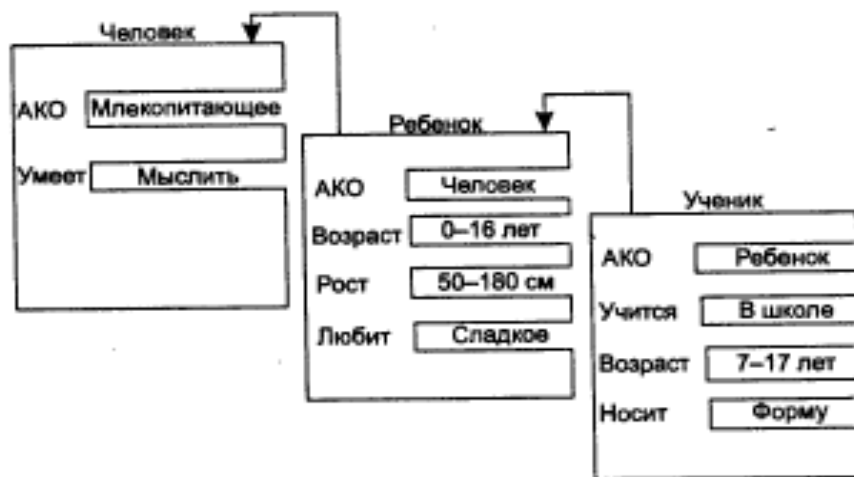 Человек
АКО Млекопитающее
Умеет Мыслить
Ребенок
АКО Человек
Возраст 0–16 лет
Рост 50–180 см
Любит Сладкое
Ученик
АКО Ребенок
Учится В школе
Возраст 7–17 лет
Носит Форму